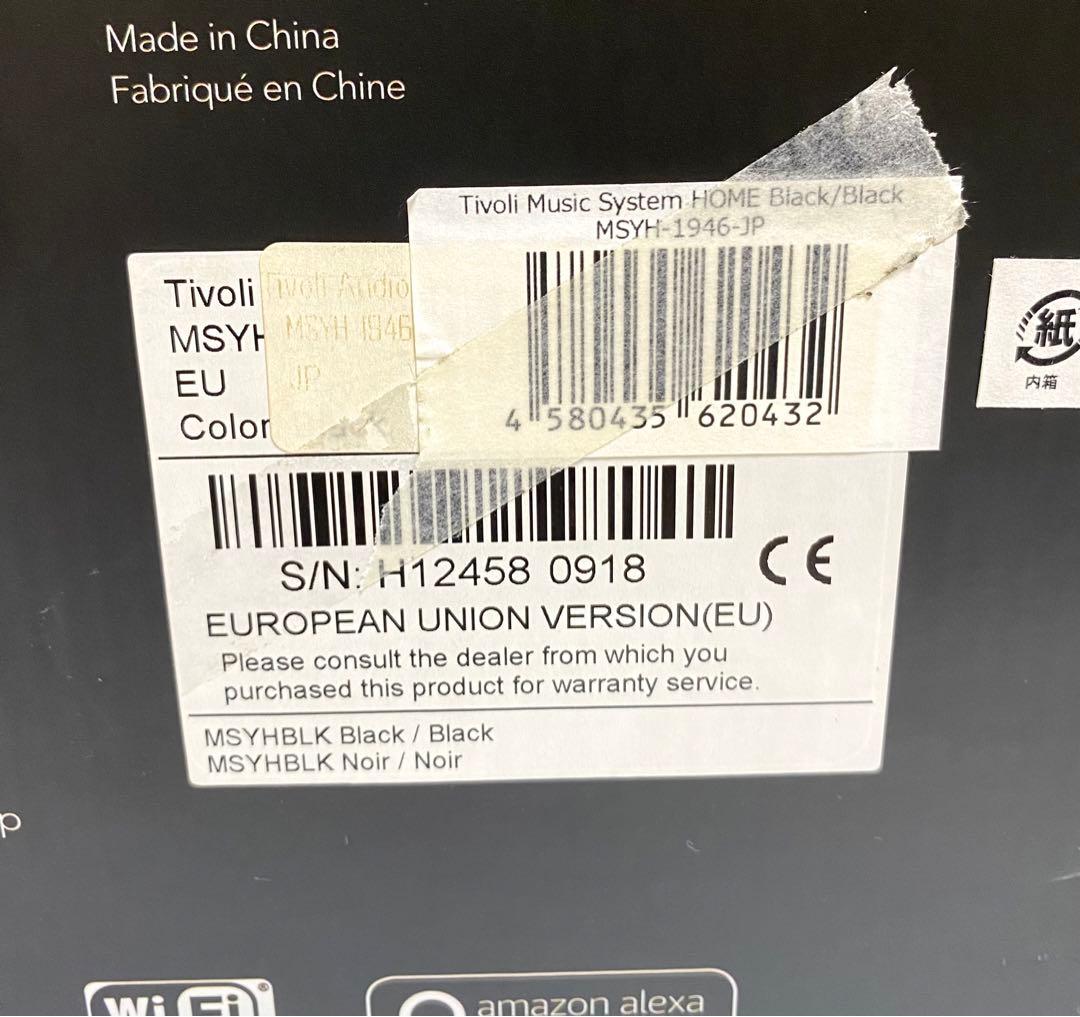 Made in China
Fabriqué en Chine
Tivoli Music System HOME Black/Black
MSYH-1946-JP
4 580435 620432
Tivoli
MSYH
EU
Color
Tivoli Audio
MSYH 1946
JP
紙
内箱
S/N: H12458 0918
CE
EUROPEAN UNION VERSION(EU)
Please consult the dealer from which you
purchased this product for warranty service.
MSYHBLK Black / Black
MSYHBLK Noir / Noir
p
Wi Fi®
amazon alexa